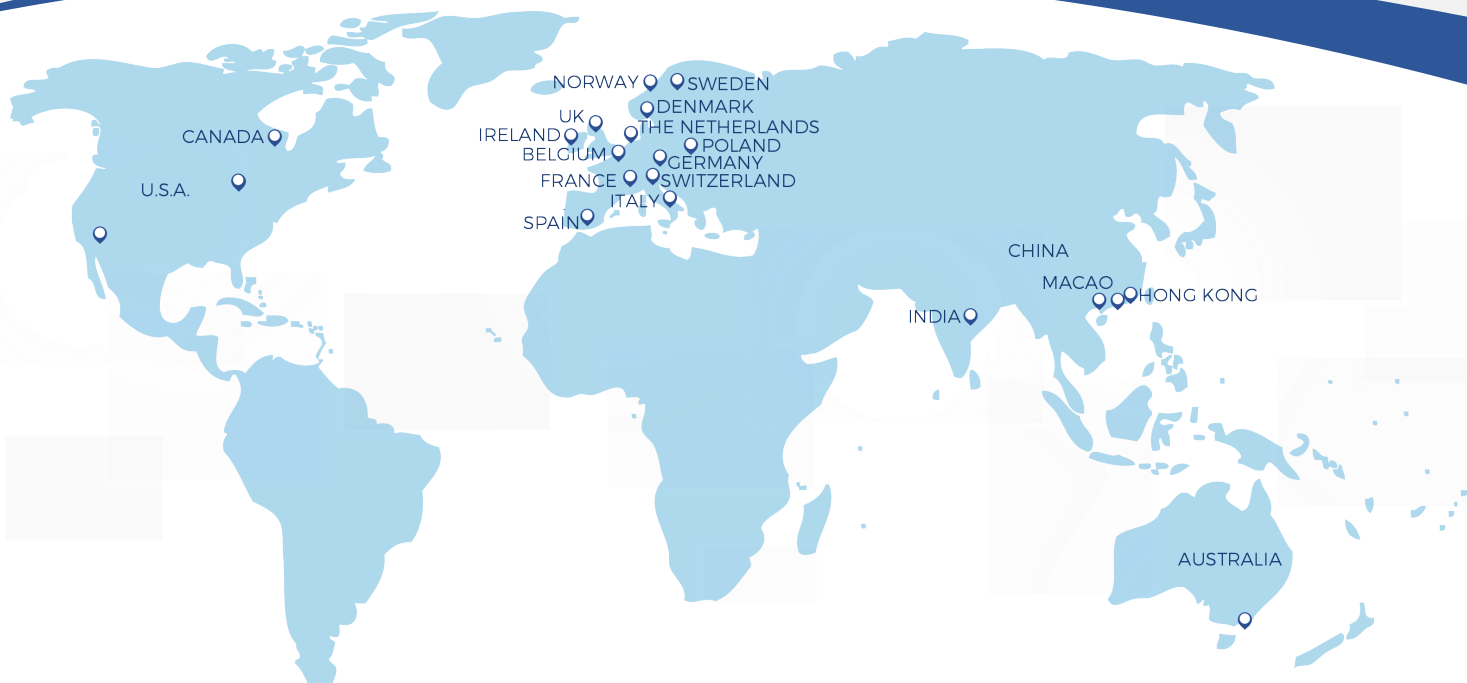 NORWAY
SWEDEN
DENMARK
UK
THE NETHERLANDS
IRELAND
CANADA
POLAND
BELGIUM
GERMANY
FRANCE
SWITZERLAND
U.S.A.
ITALY
SPAIN
CHINA
MACAO
HONG KONG
INDIA
AUSTRALIA